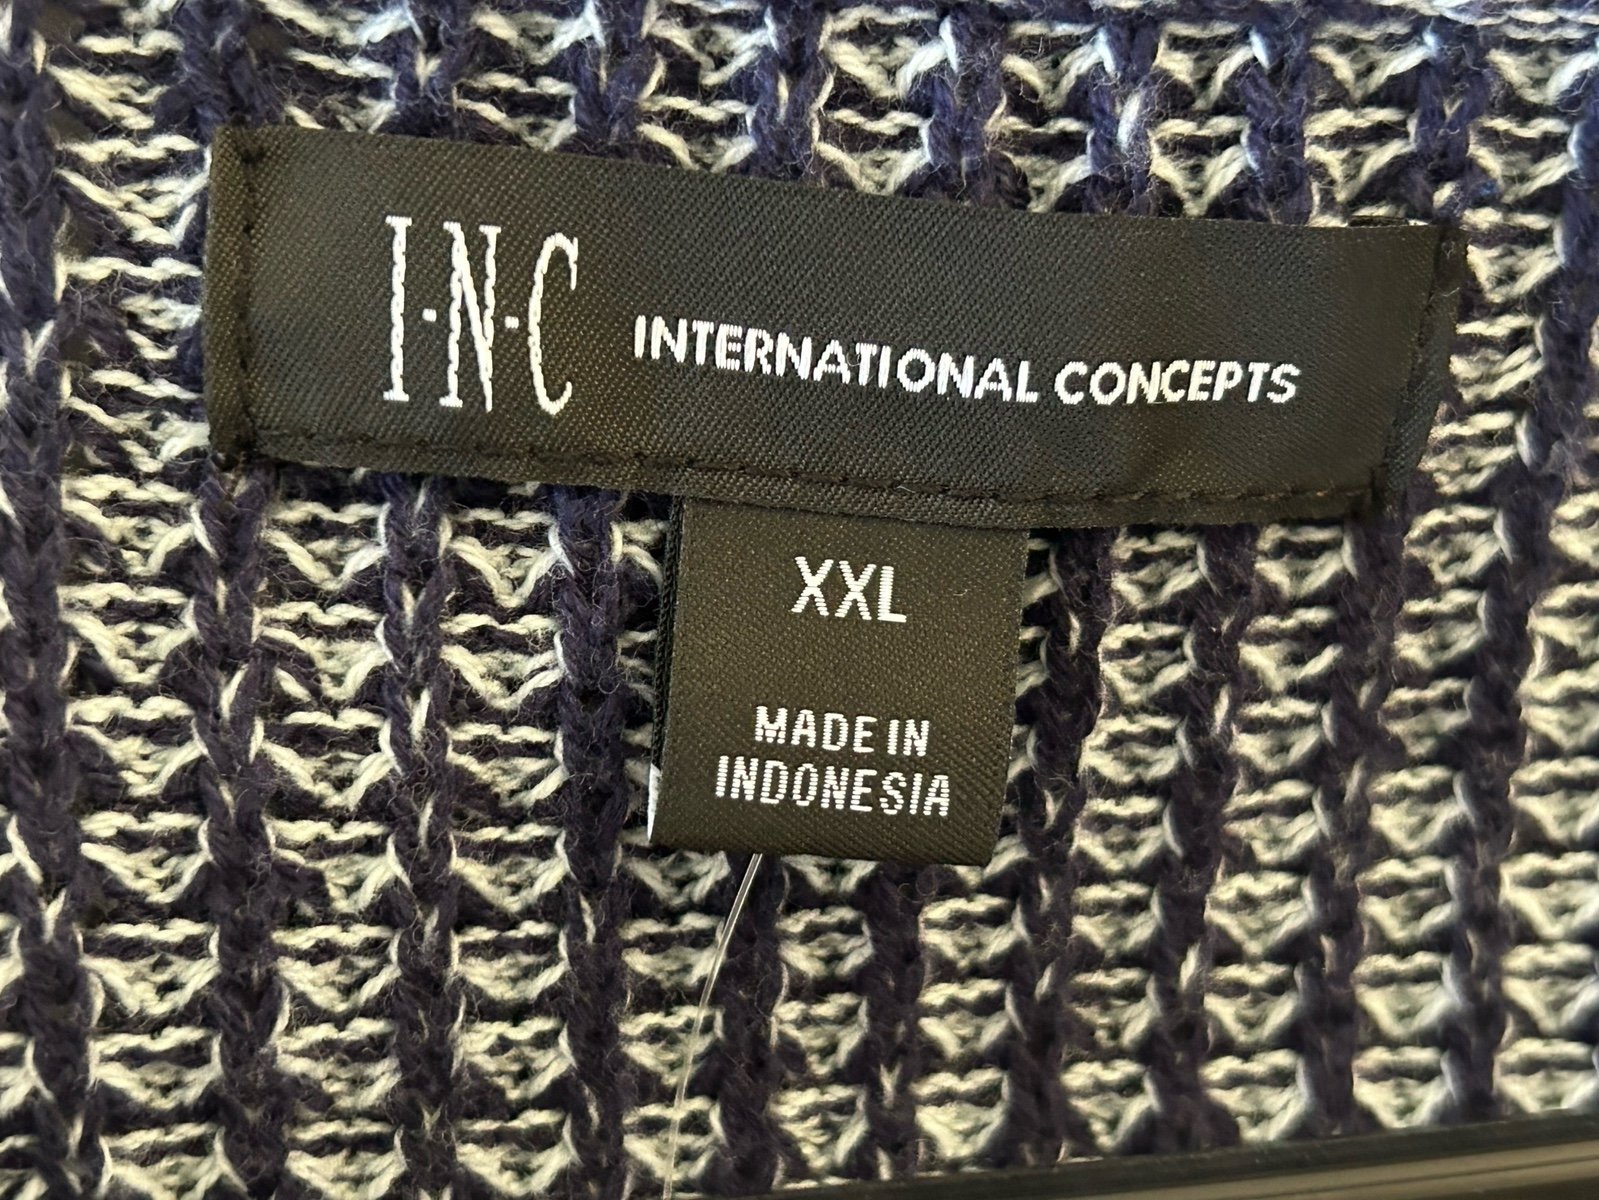 I·N·C INTERNATIONAL CONCEPTS
XXL
MADE IN
INDONESIA